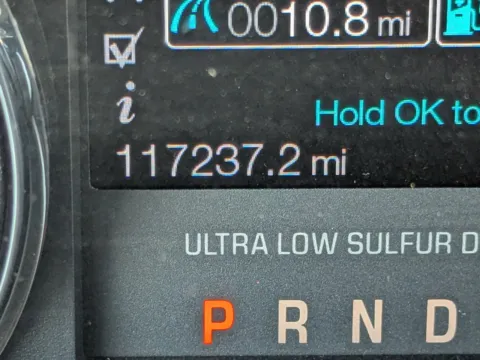 0010.8 mi
i
Hold OK to
117237.2 mi
ULTRA LOW SULFUR D
P R N D